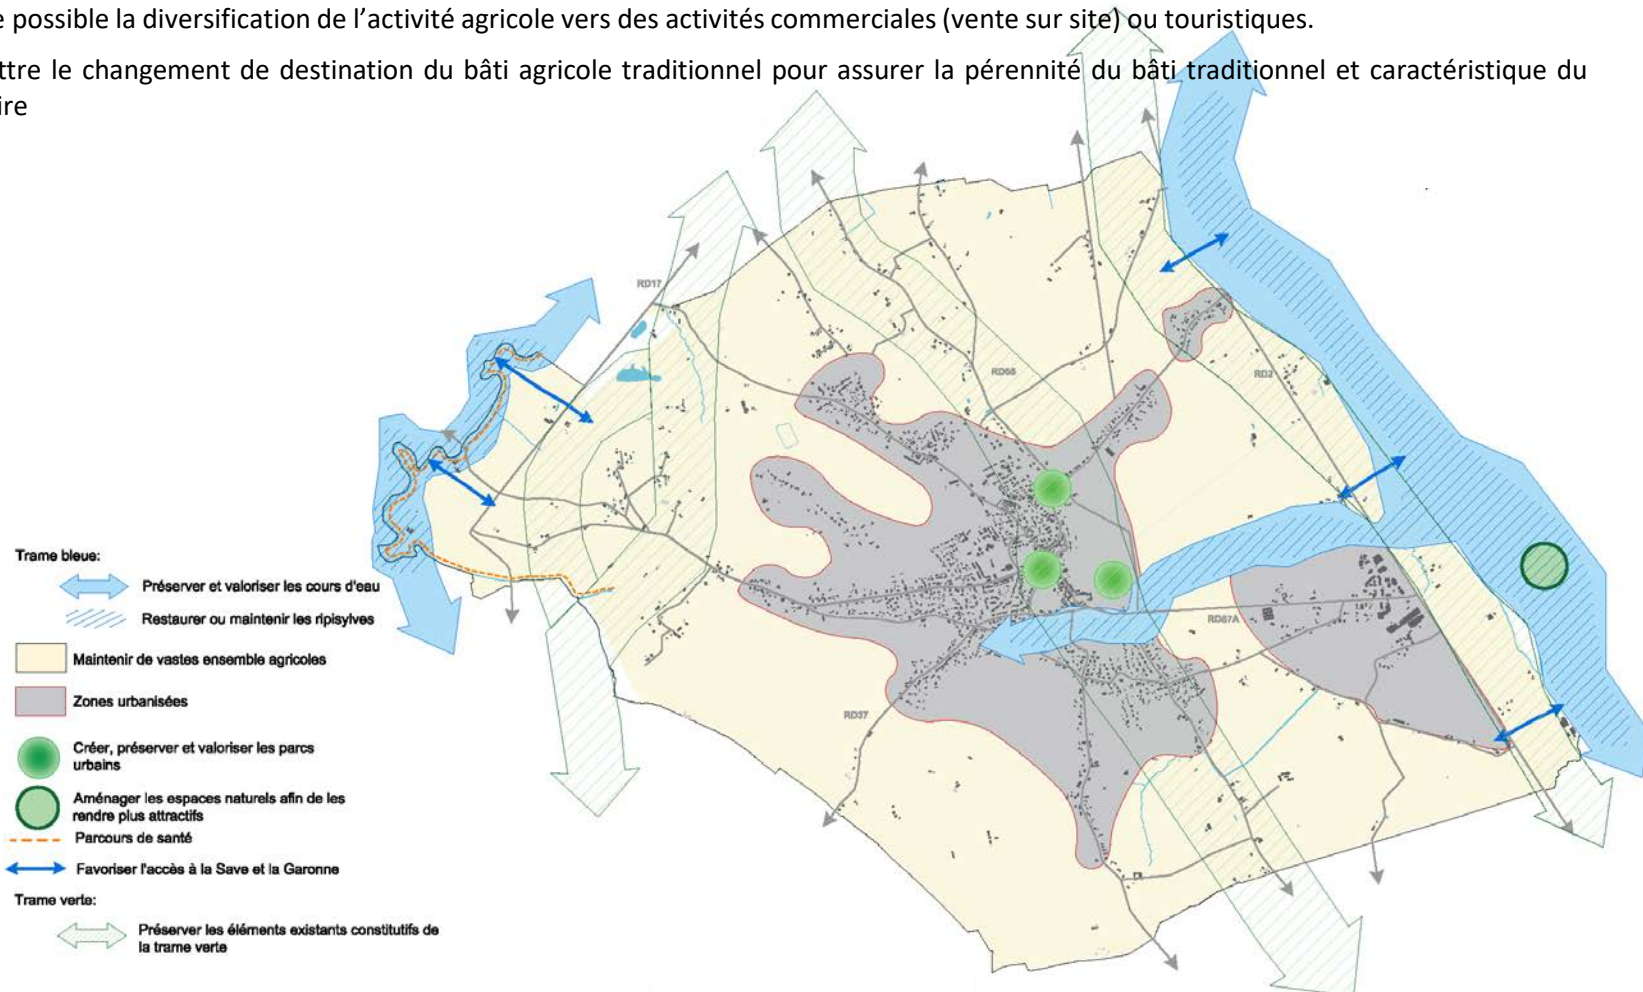 e possible la diversification de l'activité agricole vers des activités commerciales (vente sur site) ou touristiques.
ttre le changement de destination du bâti agricole traditionnel pour assurer la pérennité du bâti traditionnel et caractéristique du
ire
RD17
RD65
RD2
RD87A
RD37
Trame bleue:
Préserver et valoriser les cours d'eau
Restaurer ou maintenir les ripisylves
Maintenir de vastes ensemble agricoles
Zones urbanisées
Créer, préserver et valoriser les parcs
urbains
Aménager les espaces naturels afin de les
rendre plus attractifs
Parcours de santé
Favoriser l'accès à la Save et la Garonne
Trame verte:
Préserver les éléments existants constitutifs de
la trame verte